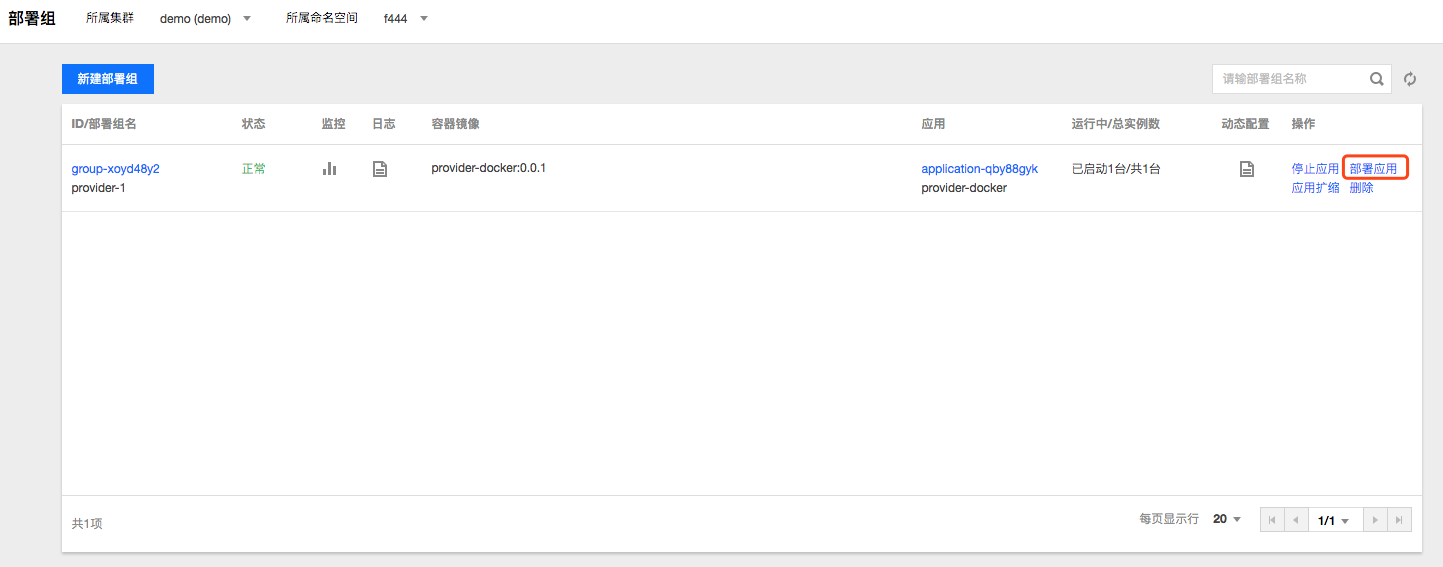 部署组 所属集群 demo (demo) 所属命名空间 f444
新建部署组 请输部署组名称
ID/部署组名 状态 监控 日志 容器镜像 应用 运行中/总实例数 动态配置 操作
group-xoyd48y2 正常 provider-docker:0.0.1 application-qby88gyk 已启动1台/共1台 停止应用 部署应用
provider-1 provider-docker 应用扩缩 删除
共1项 每页显示行 20 1/1